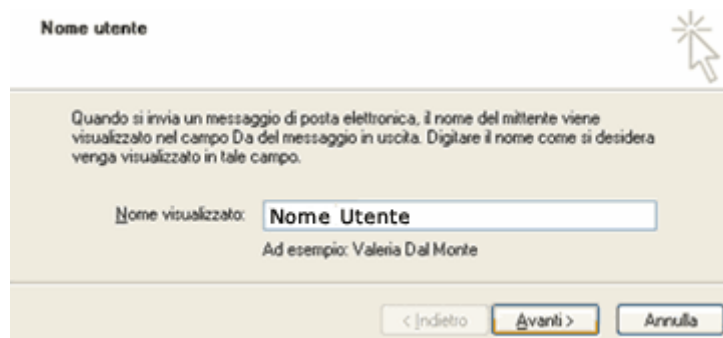 Nome utente
Quando si invia un messaggio di posta elettronica, il nome del mittente viene
visualizzato nel campo Da del messaggio in uscita. Digitare il nome come si desidera
venga visualizzato in tale campo.
Nome visualizzato: Nome Utente
Ad esempio: Valeria Dal Monte
< Indietro Avanti > Annulla